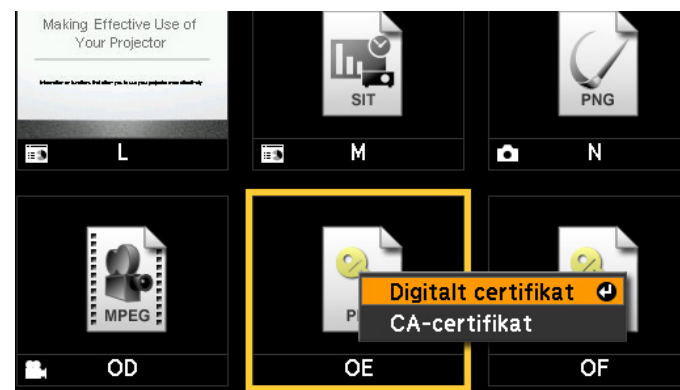 Making Effective Use of
Your Projector
SIT
PNG
L
M
N
MPEG
Digitalt certifikat
CA-certifikat
OD
OE
OF